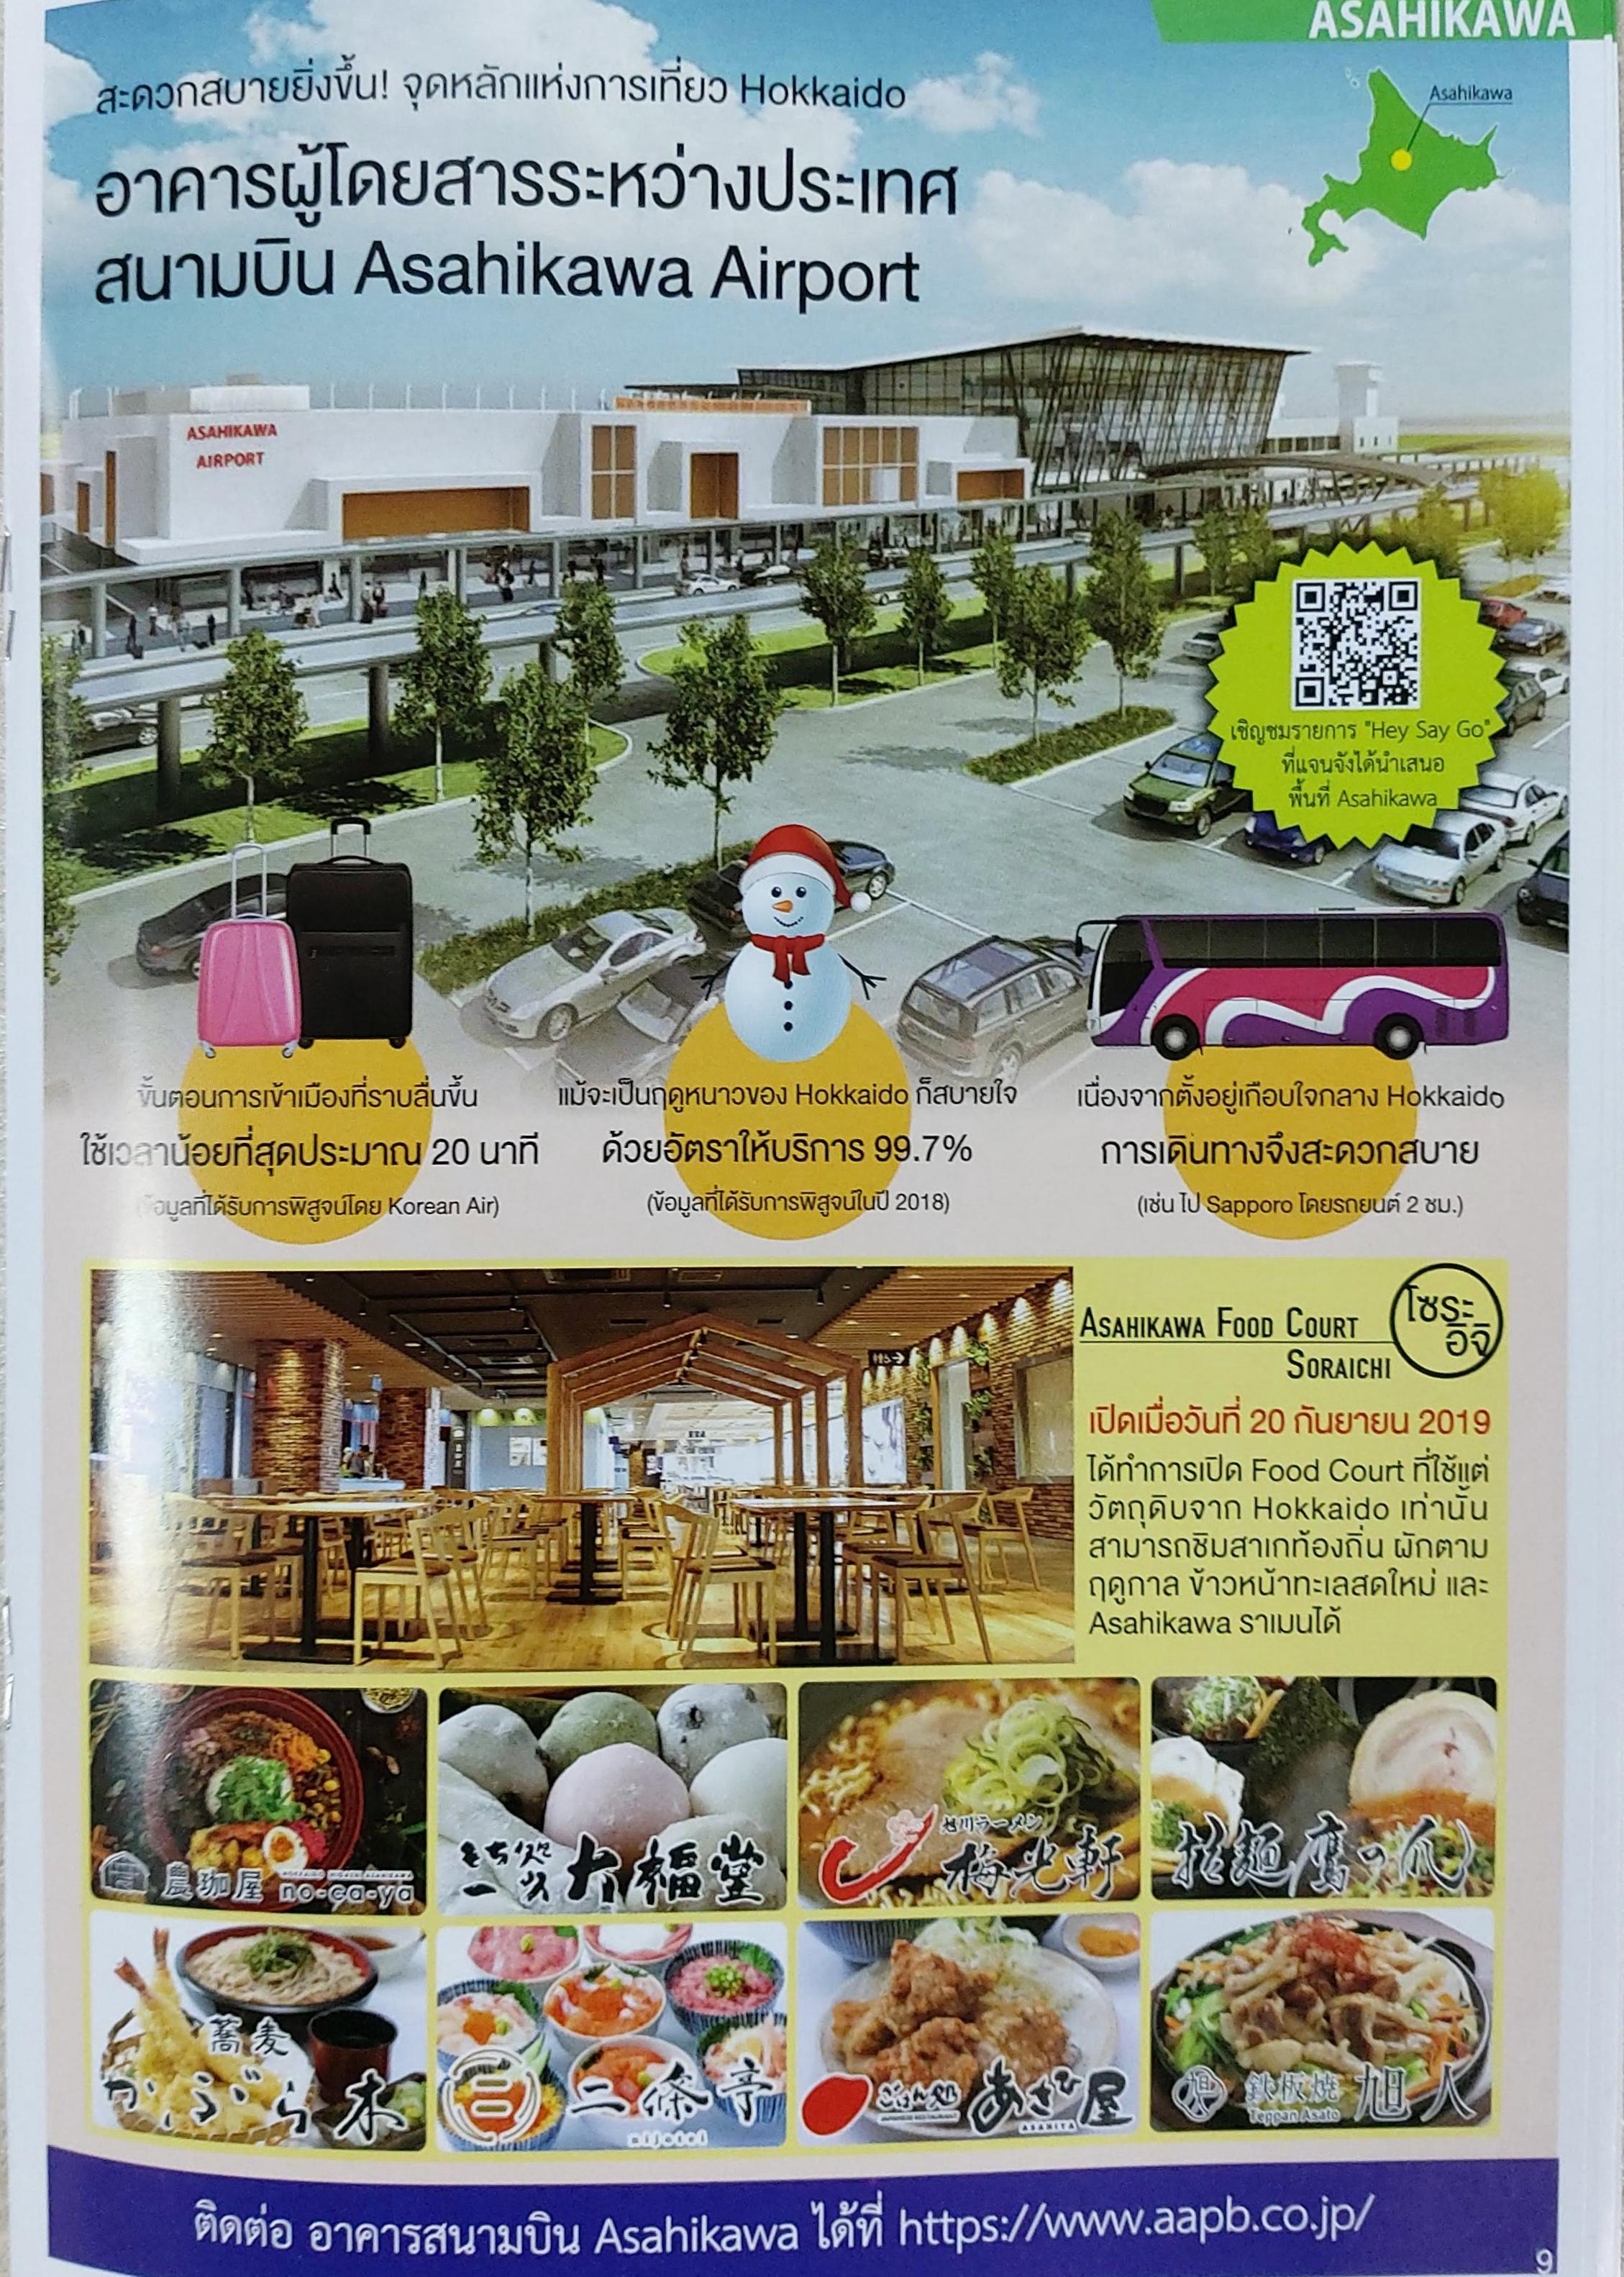 ASAHIKAWA
สะดวกสบายยิ่งขึ้น! จุดหลักแห่งการเที่ยว Hokkaido
Asahikawa
อาคารผู้โดยสารระหว่างประเทศ
สนามบิน Asahikawa Airport
ASAHIKAWA
AIRPORT
เชิญชมรายการ "Hey Say Go"
ที่แจนจังได้นำเสนอ
พื้นที่ Asahikawa
ขั้นตอนการเข้าเมืองที่ราบลื่นขึ้น
ใช้เวลาน้อยที่สุดประมาณ 20 นาที
(ข้อมูลที่ได้รับการพิสูจน์โดย Korean Air)
แม้จะเป็นฤดูหนาวของ Hokkaido ก็สบายใจ
ด้วยอัตราให้บริการ 99.7%
(ข้อมูลที่ได้รับการพิสูจน์ในปี 2018)
เนื่องจากตั้งอยู่เกือบใจกลาง Hokkaido
การเดินทางจึงสะดวกสบาย
(เช่น ไป Sapporo โดยรถยนต์ 2 ชม.)
ASAHIKAWA FOOD COURT
SORAICHI
โซระ
อิจิ
เปิดเมื่อวันที่ 20 กันยายน 2019
ได้ทำการเปิด Food Court ที่ใช้แต่
วัตถุดิบจาก Hokkaido เท่านั้น
สามารถชิมสาเกท้องถิ่น ผักตาม
ฤดูกาล ข้าวหน้าทะเลสดใหม่ และ
Asahikawa ราเมนได้
農珈屋 no-ca-ya
もち処
一久 大福堂
旭川ラーメン
梅光軒
拉麺 鷹の爪
蕎麦
かぶら木
二條亭
nijotei
ごはん処 あさひ屋
JAPANESE RESTAURANT ASAHIYA
鉄板焼 旭人
Teppan Asato
ติดต่อ อาคารสนามบิน Asahikawa ได้ที่ https://www.aapb.co.jp/
9